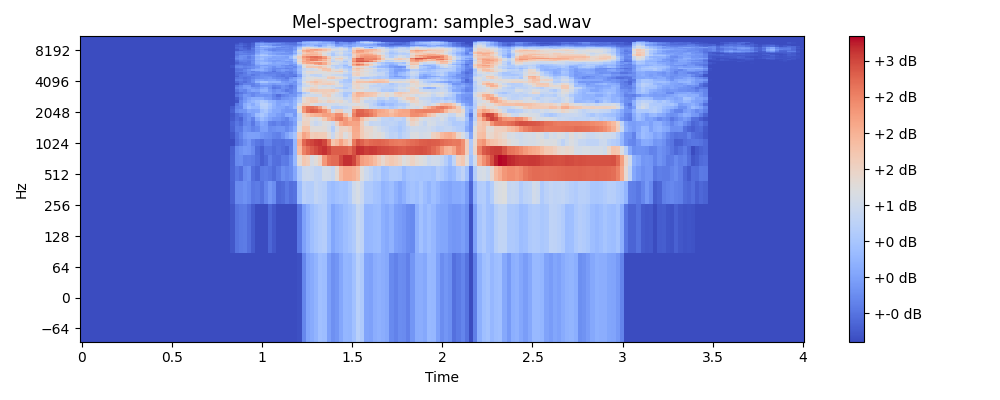 Mel-spectrogram: sample3_sad.wav
Hz
8192
4096
2048
1024
512
256
128
64
0
−64
0
0.5
1
1.5
2
2.5
3
3.5
4
Time
+3 dB
+2 dB
+2 dB
+2 dB
+1 dB
+0 dB
+0 dB
+-0 dB